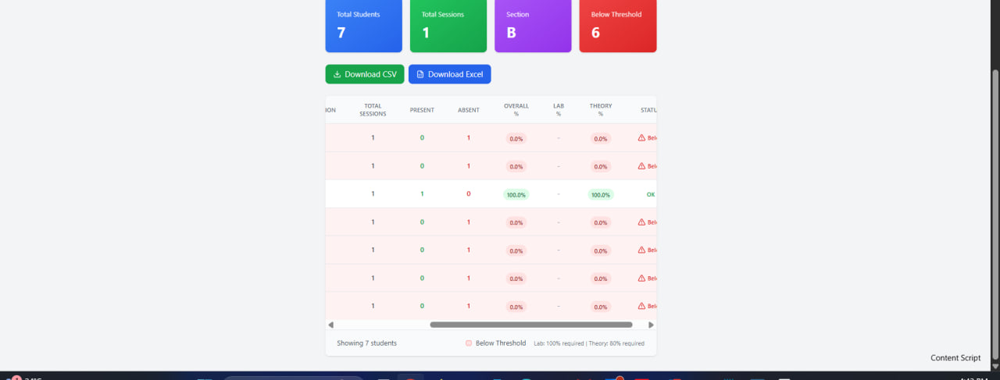 Total Students
Total Sessions
Section
Below Threshold
7
1
B
6
Download CSV
Download Excel
ION
TOTAL SESSIONS
PRESENT
ABSENT
OVERALL %
LAB %
THEORY %
STATU
1 0 1 0.0% - 0.0% Bel
1 0 1 0.0% - 0.0% Bel
1 1 0 100.0% - 100.0% OK
1 0 1 0.0% - 0.0% Bel
1 0 1 0.0% - 0.0% Bel
1 0 1 0.0% - 0.0% Bel
1 0 1 0.0% - 0.0% Bel
Showing 7 students
Below Threshold
Lab: 100% required | Theory: 80% required
Content Script